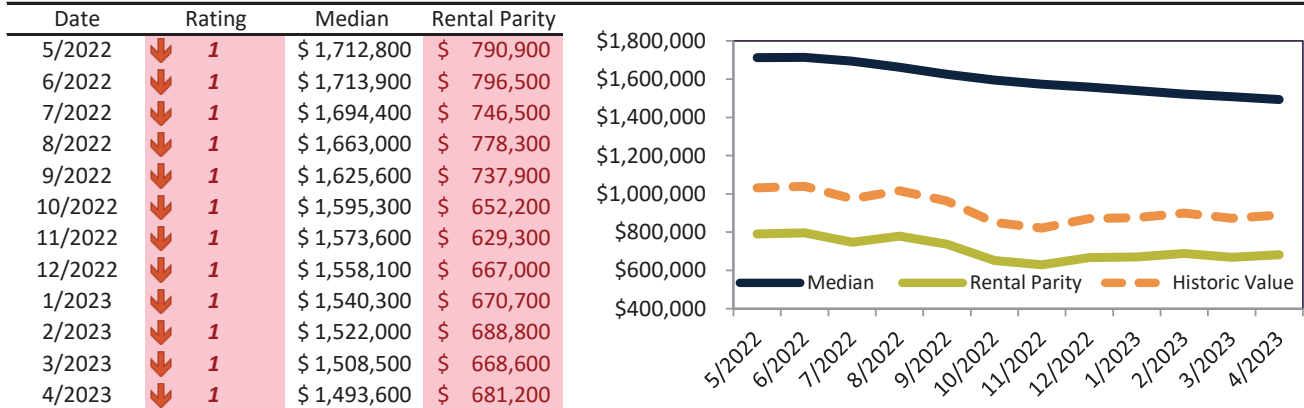 Date Rating Median Rental Parity
5/2022 1 $ 1,712,800 $ 790,900
6/2022 1 $ 1,713,900 $ 796,500
7/2022 1 $ 1,694,400 $ 746,500
8/2022 1 $ 1,663,000 $ 778,300
9/2022 1 $ 1,625,600 $ 737,900
10/2022 1 $ 1,595,300 $ 652,200
11/2022 1 $ 1,573,600 $ 629,300
12/2022 1 $ 1,558,100 $ 667,000
1/2023 1 $ 1,540,300 $ 670,700
2/2023 1 $ 1,522,000 $ 688,800
3/2023 1 $ 1,508,500 $ 668,600
4/2023 1 $ 1,493,600 $ 681,200
$1,800,000
$1,600,000
$1,400,000
$1,200,000
$1,000,000
$800,000
$600,000
$400,000
Median Rental Parity Historic Value
5/2022 6/2022 7/2022 8/2022 9/2022 10/2022 11/2022 12/2022 1/2023 2/2023 3/2023 4/2023